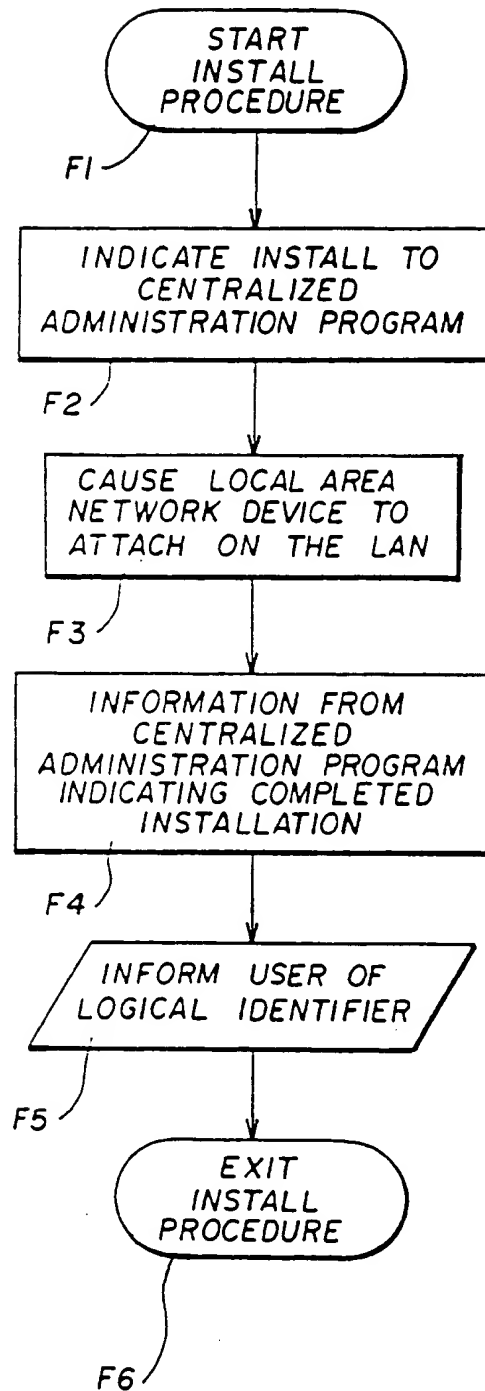 START
INSTALL
PROCEDURE
F1
INDICATE INSTALL TO
CENTRALIZED
ADMINISTRATION PROGRAM
F2
CAUSE LOCAL AREA
NETWORK DEVICE TO
ATTACH ON THE LAN
F3
INFORMATION FROM
CENTRALIZED
ADMINISTRATION PROGRAM
INDICATING COMPLETED
INSTALLATION
F4
INFORM USER OF
LOGICAL IDENTIFIER
F5
EXIT
INSTALL
PROCEDURE
F6